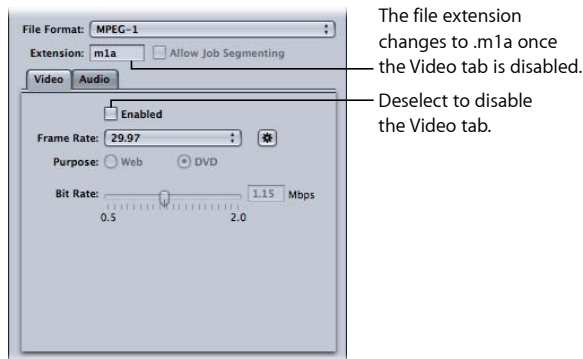 File Format: MPEG-1
Extension: m1a Allow Job Segmenting
Video Audio
Enabled
Frame Rate: 29.97
Purpose: Web DVD
Bit Rate: 1.15 Mbps
0.5 2.0
The file extension
changes to .m1a once
the Video tab is disabled.
Deselect to disable
the Video tab.